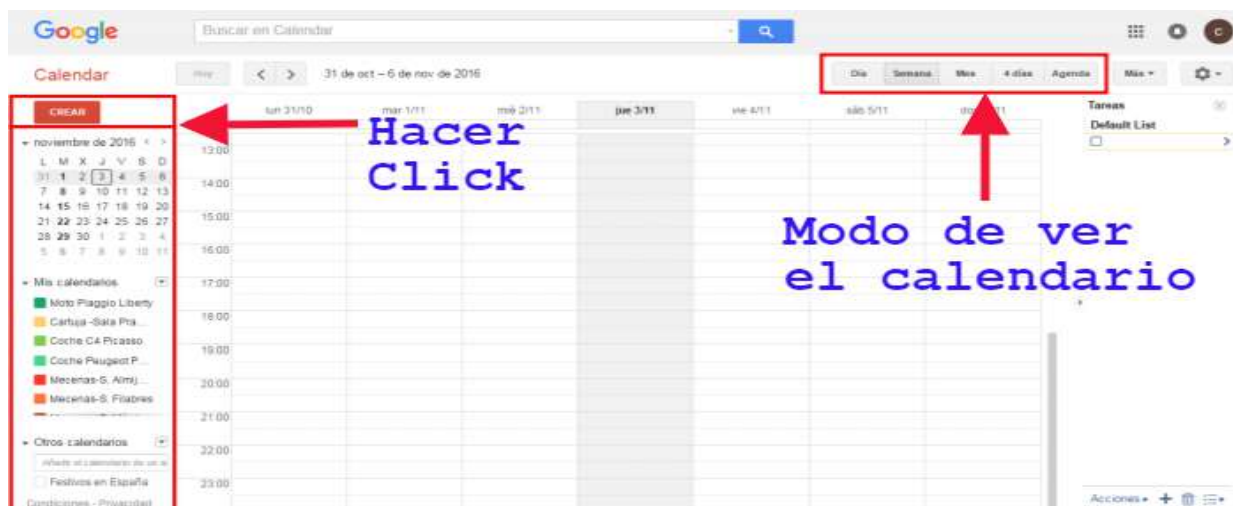 Google
Buscar en Calendar
C
Calendar
Hoy
31 de oct – 6 de nov de 2016
Día Semana Mes 4 días Agenda
Más
CREAR
lun 31/10 mar 1/11 mié 2/11 jue 3/11 vie 4/11 sáb 5/11
Tareas
Default List
Hacer
Click
Modo de ver
el calendario
noviembre de 2016
L M X J V S D
31 1 2 3 4 5 6
7 8 9 10 11 12 13
14 15 16 17 18 19 20
21 22 23 24 25 26 27
28 29 30 1 2 3 4
5 6 7 8 9 10 11
Mis calendarios
Moto Piaggio Liberty
Cartuja -Sala Pra...
Coche C4 Picasso
Coche Peugeot P...
Mecenas-S. Almij...
Mecenas-S. Filabres
Otros calendarios
Festivos en España
Condiciones - Privacidad
13:00
14:00
15:00
16:00
17:00
18:00
19:00
20:00
21:00
22:00
23:00
Acciones